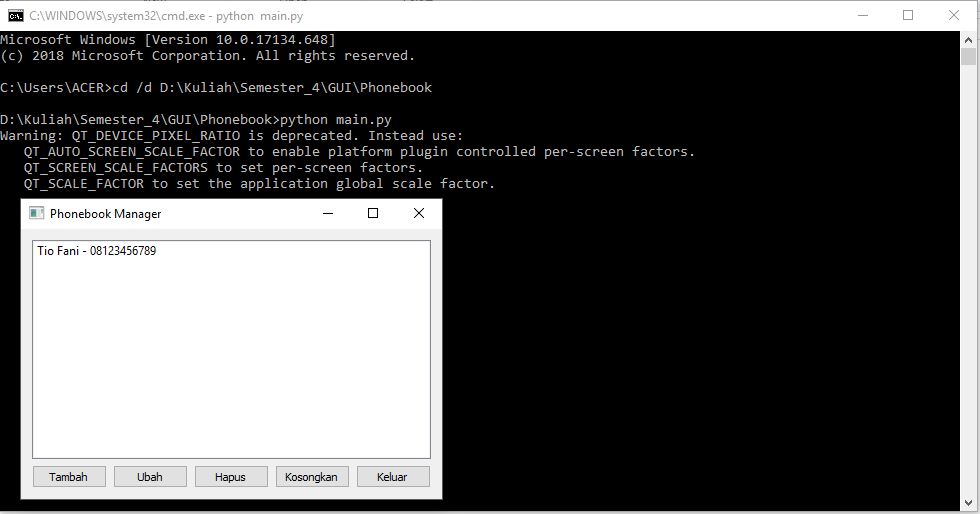 C:\WINDOWS\system32\cmd.exe - python  main.py
Microsoft Windows [Version 10.0.17134.648]
(c) 2018 Microsoft Corporation. All rights reserved.
C:\Users\ACER>cd /d D:\Kuliah\Semester_4\GUI\Phonebook
D:\Kuliah\Semester_4\GUI\Phonebook>python main.py
Warning: QT_DEVICE_PIXEL_RATIO is deprecated. Instead use:
   QT_AUTO_SCREEN_SCALE_FACTOR to enable platform plugin controlled per-screen factors.
   QT_SCREEN_SCALE_FACTORS to set per-screen factors.
   QT_SCALE_FACTOR to set the application global scale factor.
Phonebook Manager
Tio Fani - 08123456789
Tambah Ubah Hapus Kosongkan Keluar